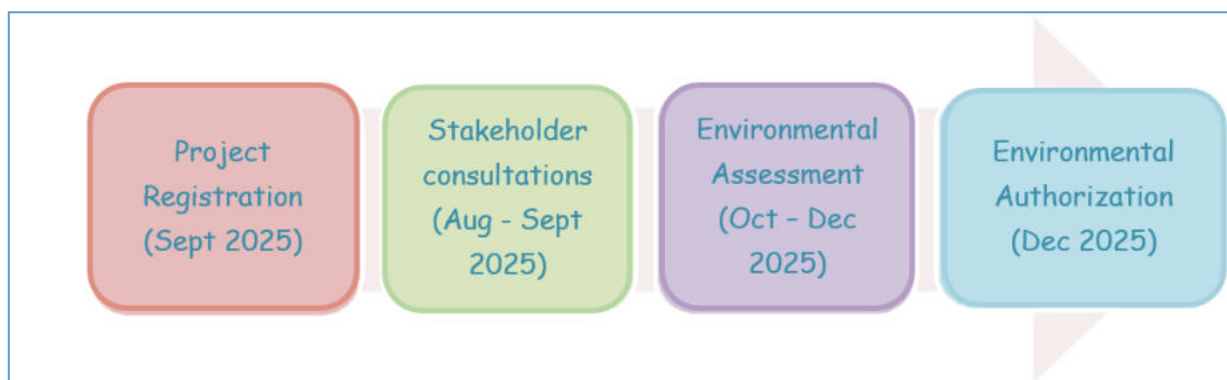 Project
Registration
(Sept 2025)
Stakeholder
consultations
(Aug - Sept
2025)
Environmental
Assessment
(Oct – Dec
2025)
Environmental
Authorization
(Dec 2025)